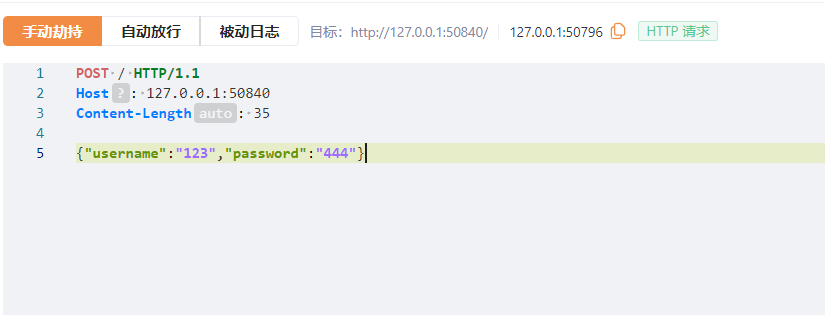 手动劫持 自动放行 被动日志 目标：http://127.0.0.1:50840/ 127.0.0.1:50796 HTTP 请求
1 POST / HTTP/1.1
2 Host ? : 127.0.0.1:50840
3 Content-Length auto : 35
4
5 {"username":"123","password":"444"}